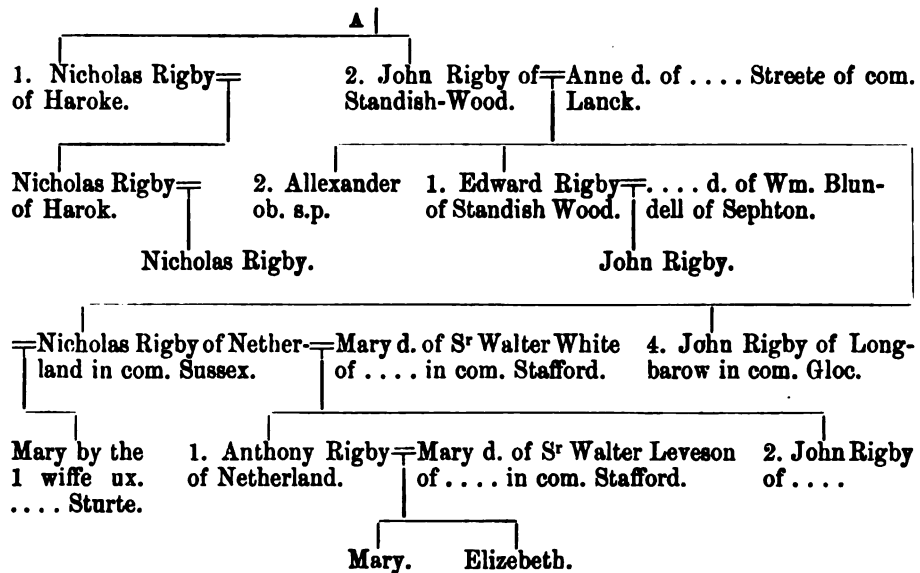 A
1. Nicholas Rigby
of Haroke.
2. John Rigby of
Standish-Wood.
Anne d. of .... Streete of com.
Lanck.
Nicholas Rigby
of Harok.
2. Allexander
ob. s.p.
1. Edward Rigby
of Standish Wood.
.... d. of Wm. Blun-
dell of Sephton.
Nicholas Rigby.
John Rigby.
Nicholas Rigby of Nether-
land in com. Sussex.
Mary d. of Sr Walter White
of .... in com. Stafford.
4. John Rigby of Long-
barow in com. Gloc.
Mary by the
1 wiffe ux.
.... Sturte.
1. Anthony Rigby
of Netherland.
Mary d. of Sr Walter Leveson
of .... in com. Stafford.
2. John Rigby
of ....
Mary.
Elizebeth.